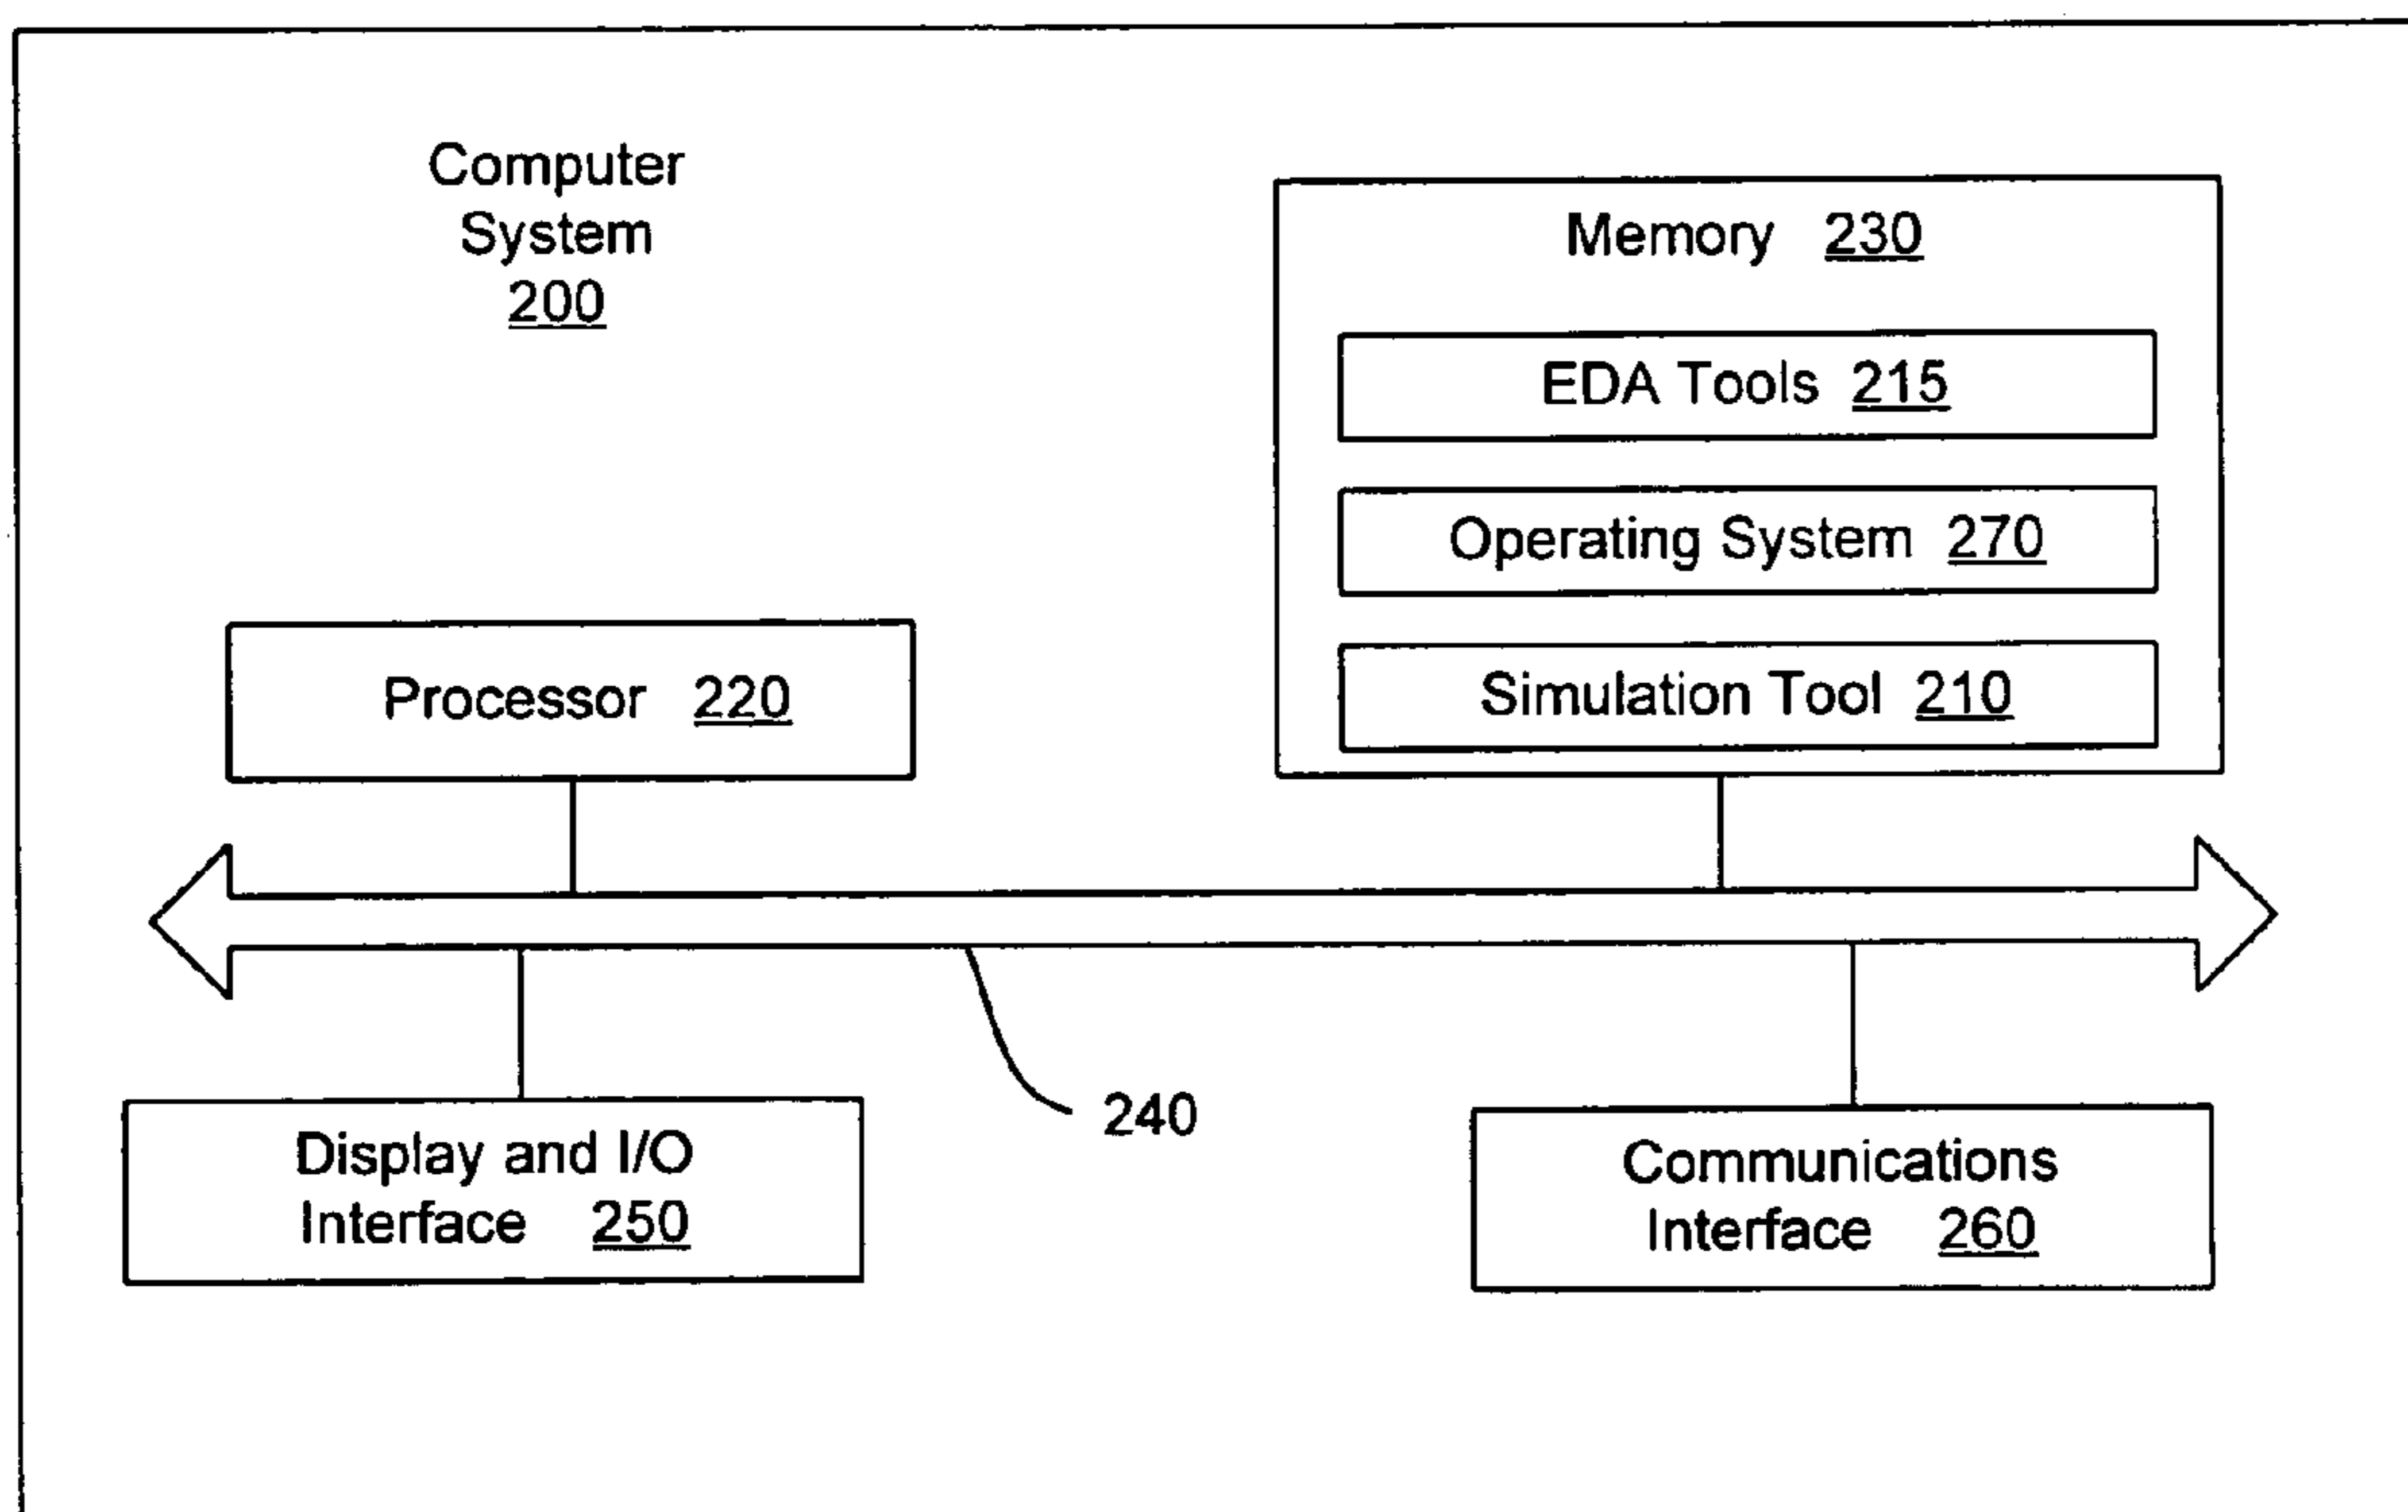 Computer
System
200
Memory 230
EDA Tools 215
Operating System 270
Simulation Tool 210
Processor 220
240
Display and I/O
Interface 250
Communications
Interface 260